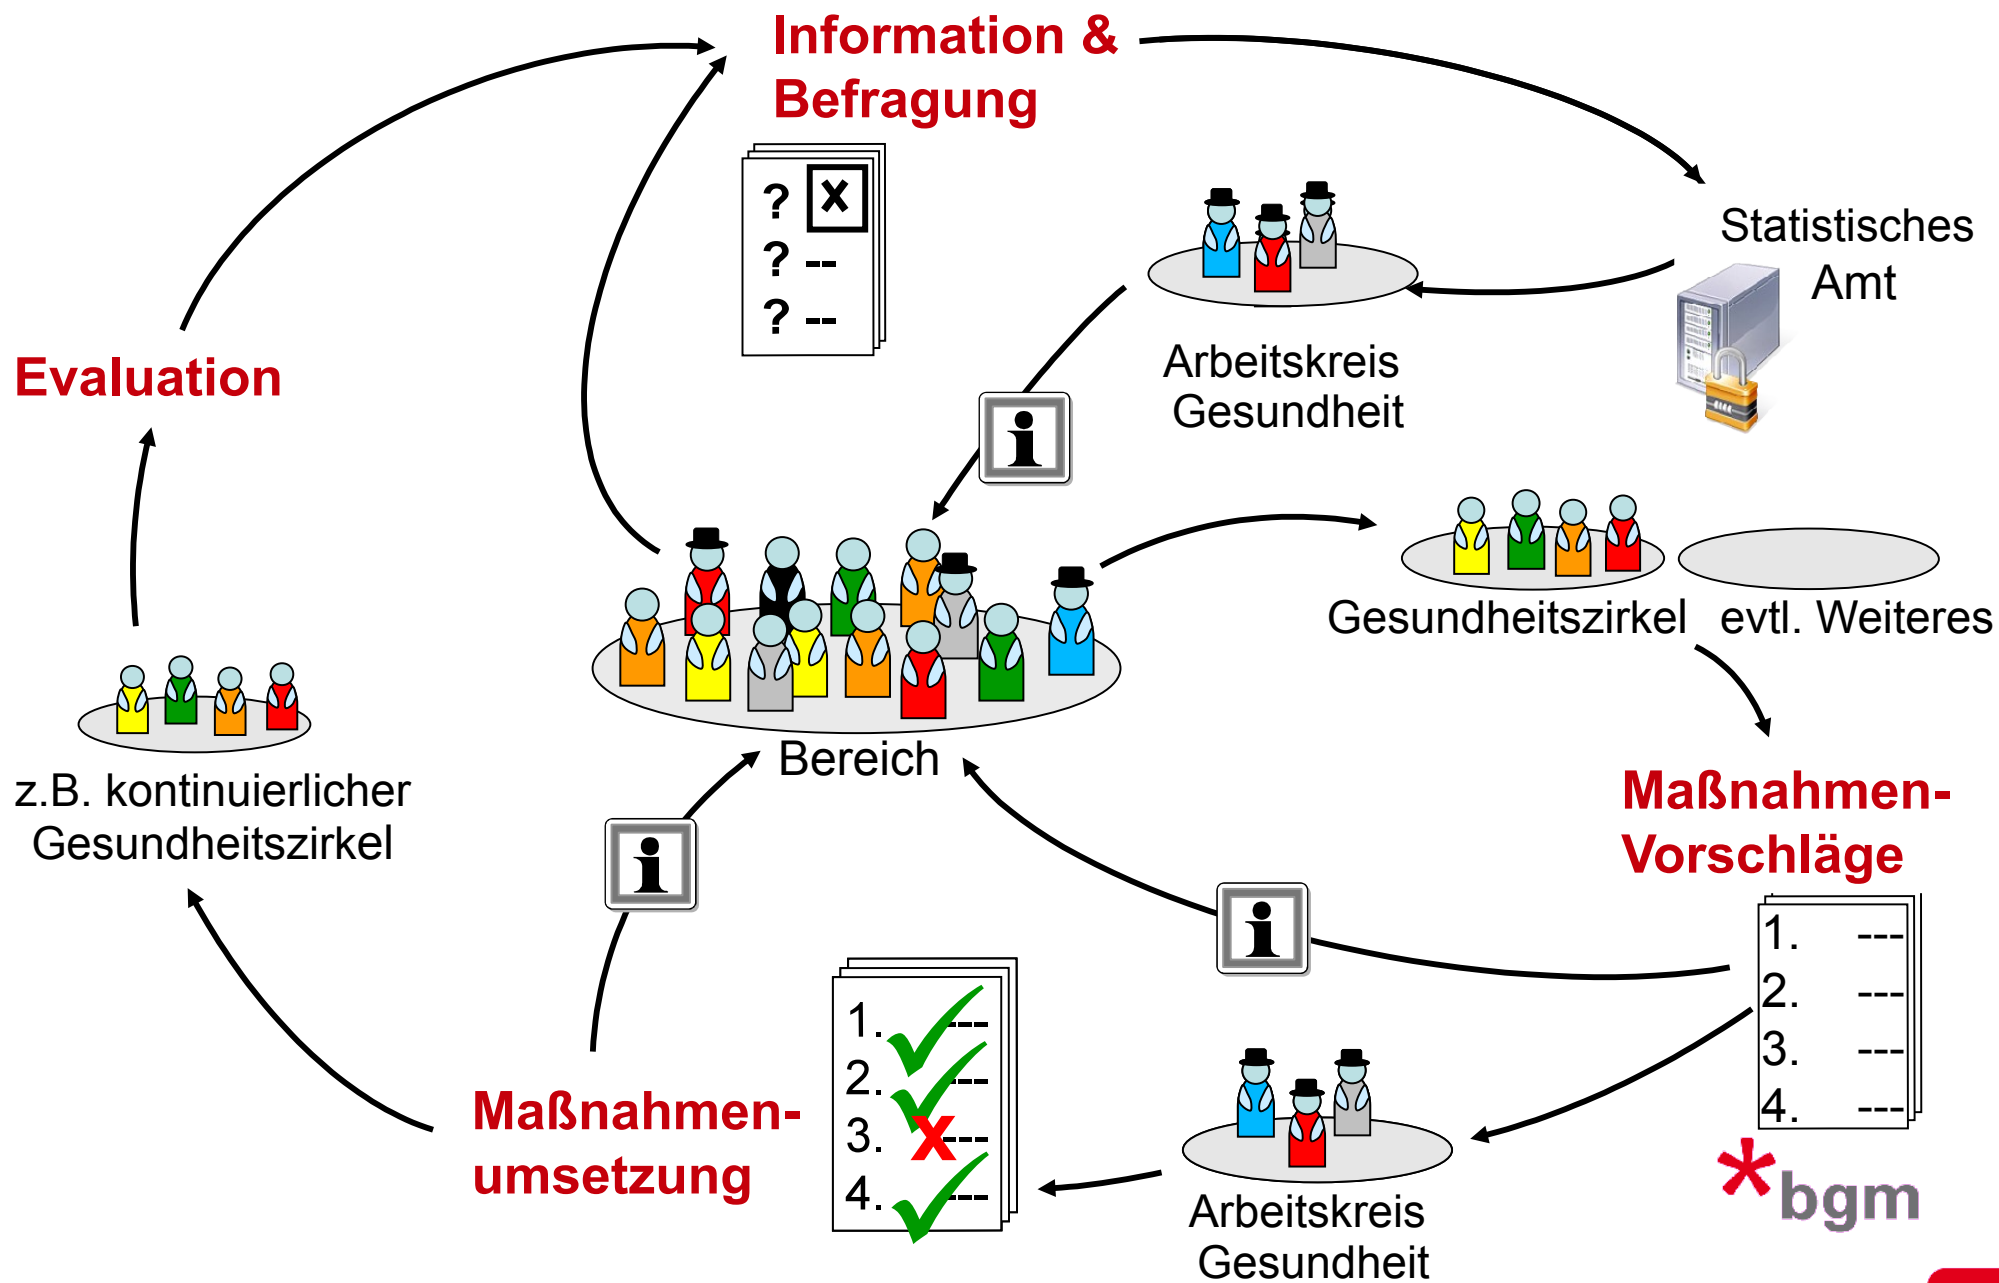 Information &
Befragung
? x
? --
? --
Statistisches
Amt
Arbeitskreis
Gesundheit
i
Evaluation
Gesundheitszirkel evtl. Weiteres
Bereich
z.B. kontinuierlicher
Gesundheitszirkel
i
i
Maßnahmen-
Vorschläge
1. ---
2. ---
3. ---
4. ---
Maßnahmen-
umsetzung
1. ---
2. ---
3. x ---
4. ---
Arbeitskreis
Gesundheit
*bgm